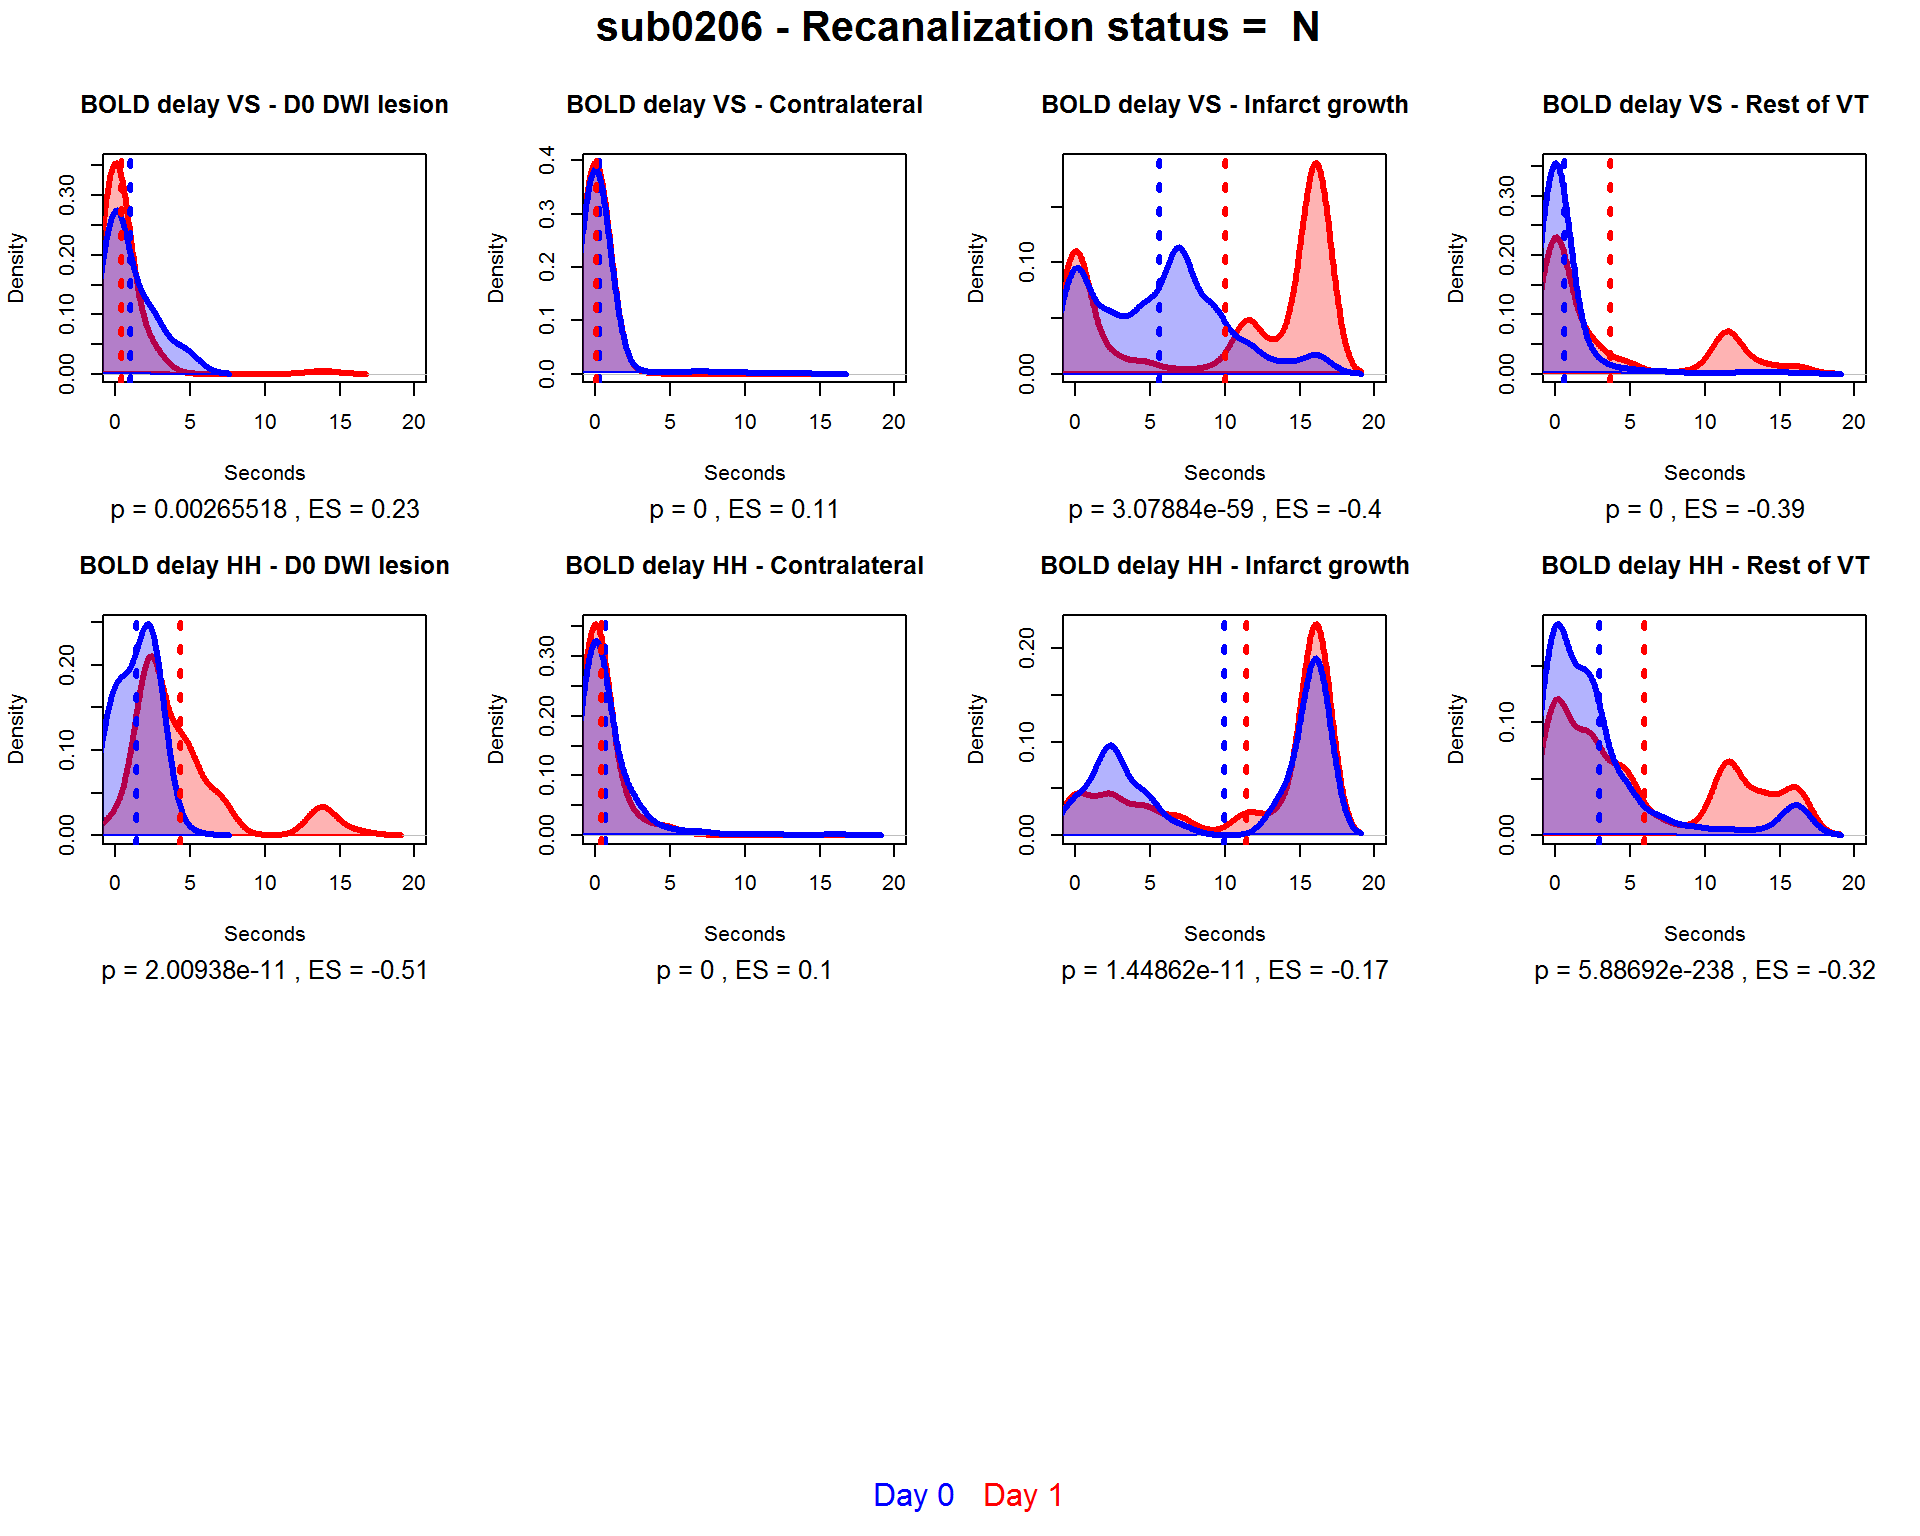 sub0206 - Recanalization status =  N
BOLD delay VS - D0 DWI lesion
Density
0.00 0.10 0.20 0.30
0 5 10 15 20
Seconds
p = 0.00265518 , ES = 0.23
BOLD delay VS - Contralateral
Density
0.0 0.1 0.2 0.3 0.4
0 5 10 15 20
Seconds
p = 0 , ES = 0.11
BOLD delay VS - Infarct growth
Density
0.00 0.10
0 5 10 15 20
Seconds
p = 3.07884e-59 , ES = -0.4
BOLD delay VS - Rest of VT
Density
0.00 0.10 0.20 0.30
0 5 10 15 20
Seconds
p = 0 , ES = -0.39
BOLD delay HH - D0 DWI lesion
Density
0.00 0.10 0.20
0 5 10 15 20
Seconds
p = 2.00938e-11 , ES = -0.51
BOLD delay HH - Contralateral
Density
0.00 0.10 0.20 0.30
0 5 10 15 20
Seconds
p = 0 , ES = 0.1
BOLD delay HH - Infarct growth
Density
0.00 0.10 0.20
0 5 10 15 20
Seconds
p = 1.44862e-11 , ES = -0.17
BOLD delay HH - Rest of VT
Density
0.00 0.10
0 5 10 15 20
Seconds
p = 5.88692e-238 , ES = -0.32
Day 0 Day 1